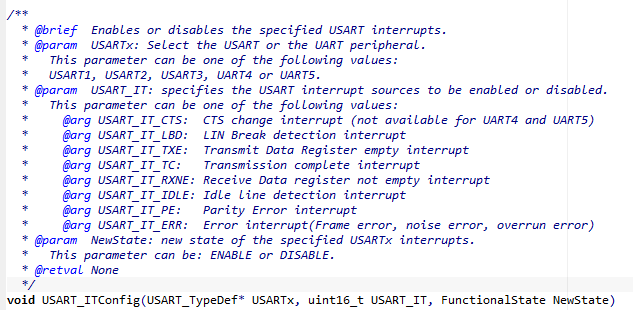 /**
  * @brief  Enables or disables the specified USART interrupts.
  * @param  USARTx: Select the USART or the UART peripheral.
  *   This parameter can be one of the following values:
  *   USART1, USART2, USART3, UART4 or UART5.
  * @param  USART_IT: specifies the USART interrupt sources to be enabled or disabled.
  *   This parameter can be one of the following values:
  *     @arg USART_IT_CTS:  CTS change interrupt (not available for UART4 and UART5)
  *     @arg USART_IT_LBD:  LIN Break detection interrupt
  *     @arg USART_IT_TXE:  Transmit Data Register empty interrupt
  *     @arg USART_IT_TC:   Transmission complete interrupt
  *     @arg USART_IT_RXNE: Receive Data register not empty interrupt
  *     @arg USART_IT_IDLE: Idle line detection interrupt
  *     @arg USART_IT_PE:   Parity Error interrupt
  *     @arg USART_IT_ERR:  Error interrupt(Frame error, noise error, overrun error)
  * @param  NewState: new state of the specified USARTx interrupts.
  *   This parameter can be: ENABLE or DISABLE.
  * @retval None
  */
void USART_ITConfig(USART_TypeDef* USARTx, uint16_t USART_IT, FunctionalState NewState)